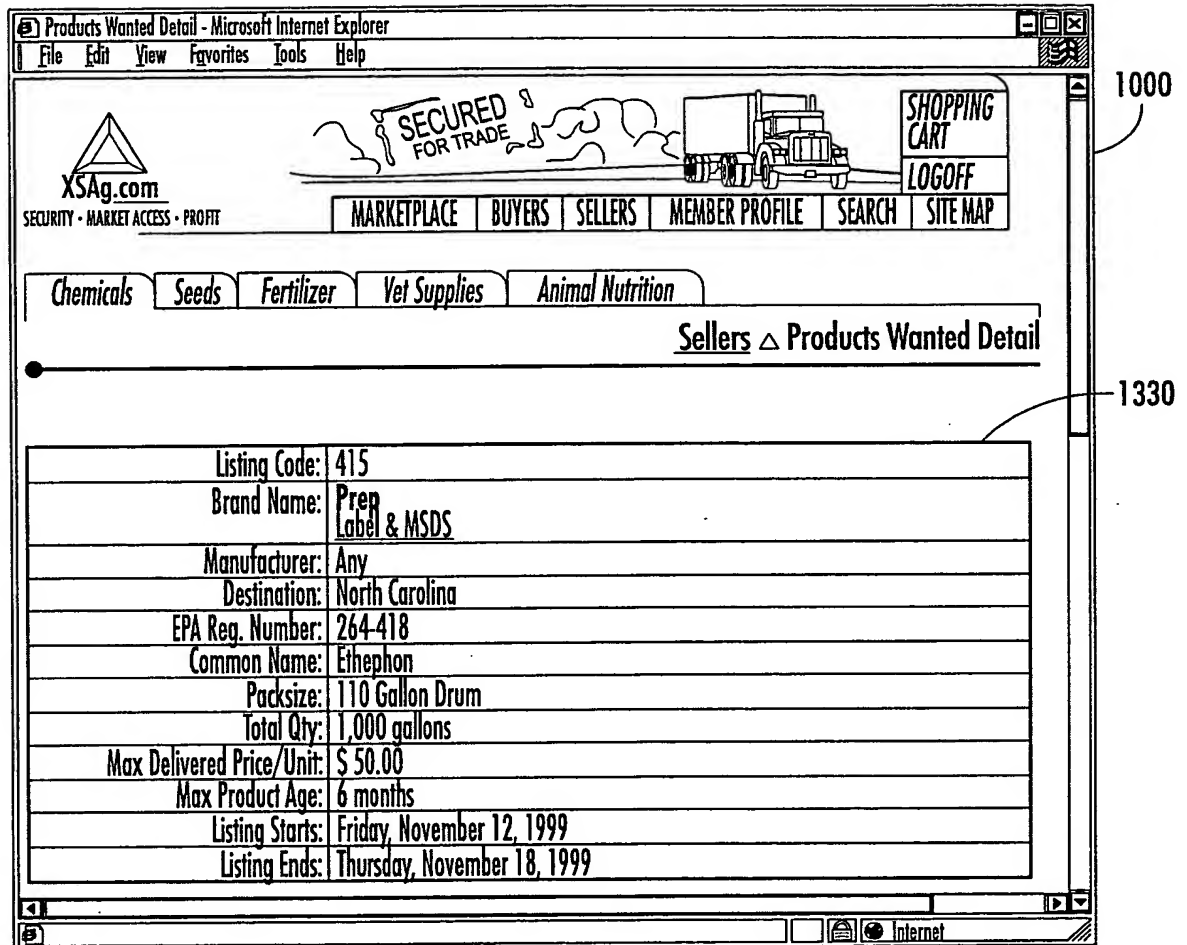 Products Wanted Detail - Microsoft Internet Explorer
File Edit View Favorites Tools Help
1000
SECURED
FOR TRADE
SHOPPING
CART
LOGOFF
XSAg.com
SECURITY • MARKET ACCESS • PROFIT
MARKETPLACE BUYERS SELLERS MEMBER PROFILE SEARCH SITE MAP
Chemicals Seeds Fertilizer Vet Supplies Animal Nutrition
Sellers △ Products Wanted Detail
1330
Listing Code: 415
Brand Name: Prep
Label & MSDS
Manufacturer: Any
Destination: North Carolina
EPA Reg. Number: 264-418
Common Name: Ethephon
Packsize: 110 Gallon Drum
Total Qty: 1,000 gallons
Max Delivered Price/Unit: $ 50.00
Max Product Age: 6 months
Listing Starts: Friday, November 12, 1999
Listing Ends: Thursday, November 18, 1999
Internet